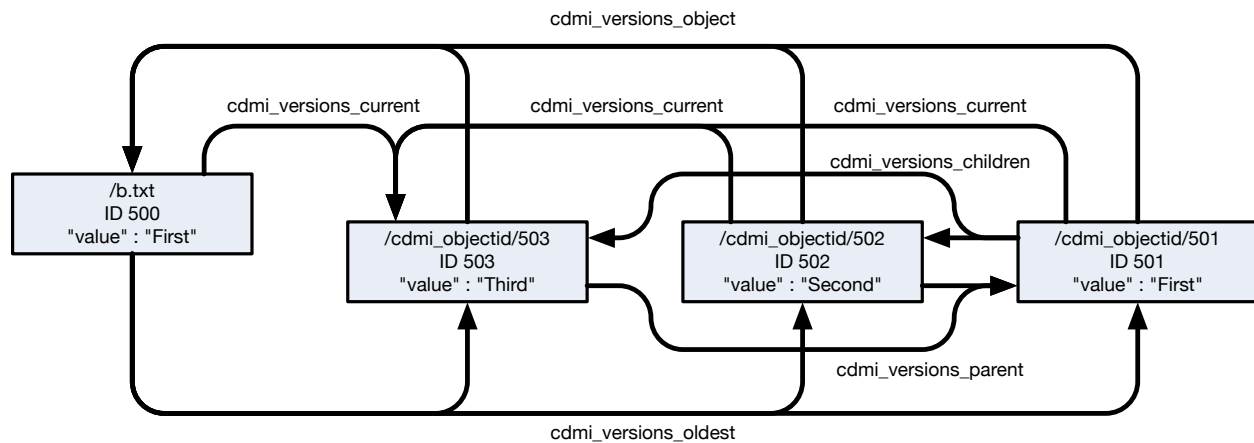 cdmi_versions_object
cdmi_versions_current
cdmi_versions_current
cdmi_versions_current
cdmi_versions_children
/b.txt
ID 500
"value" : "First"
/cdmi_objectid/503
ID 503
"value" : "Third"
/cdmi_objectid/502
ID 502
"value" : "Second"
/cdmi_objectid/501
ID 501
"value" : "First"
cdmi_versions_parent
cdmi_versions_oldest